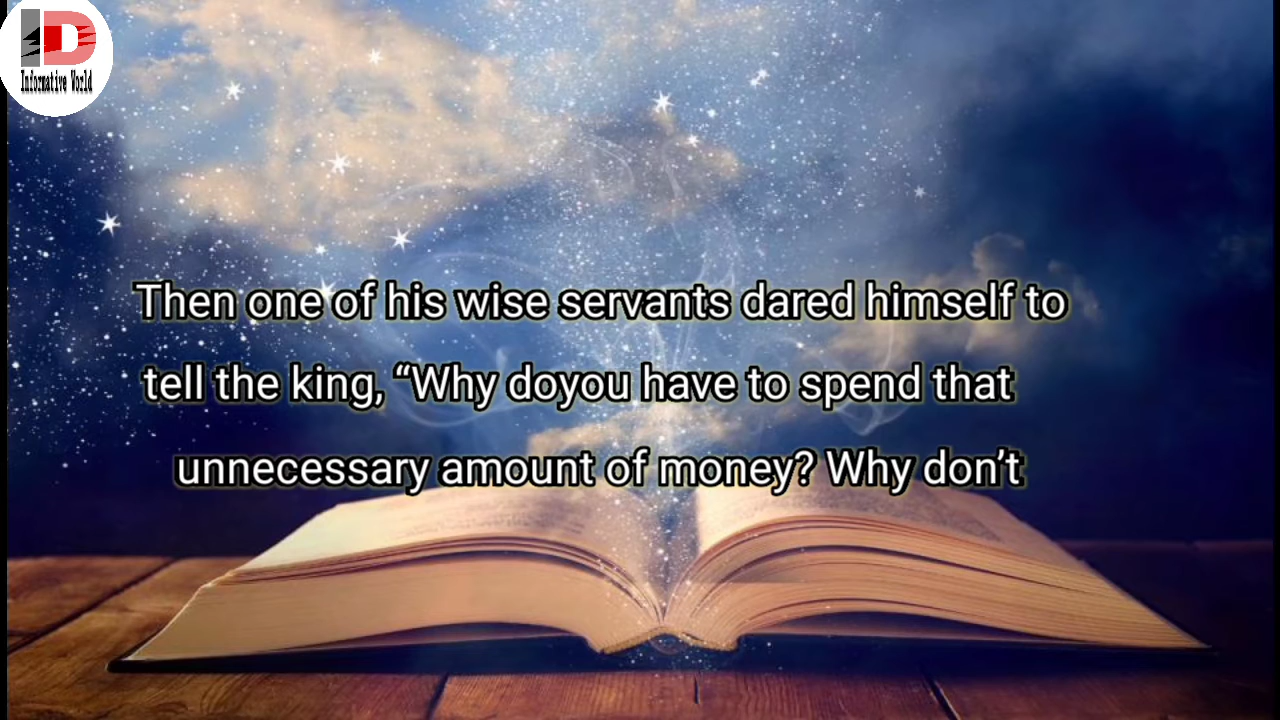 ID
Informative World
Then one of his wise servants dared himself to
tell the king, “Why doyou have to spend that
unnecessary amount of money? Why don’t